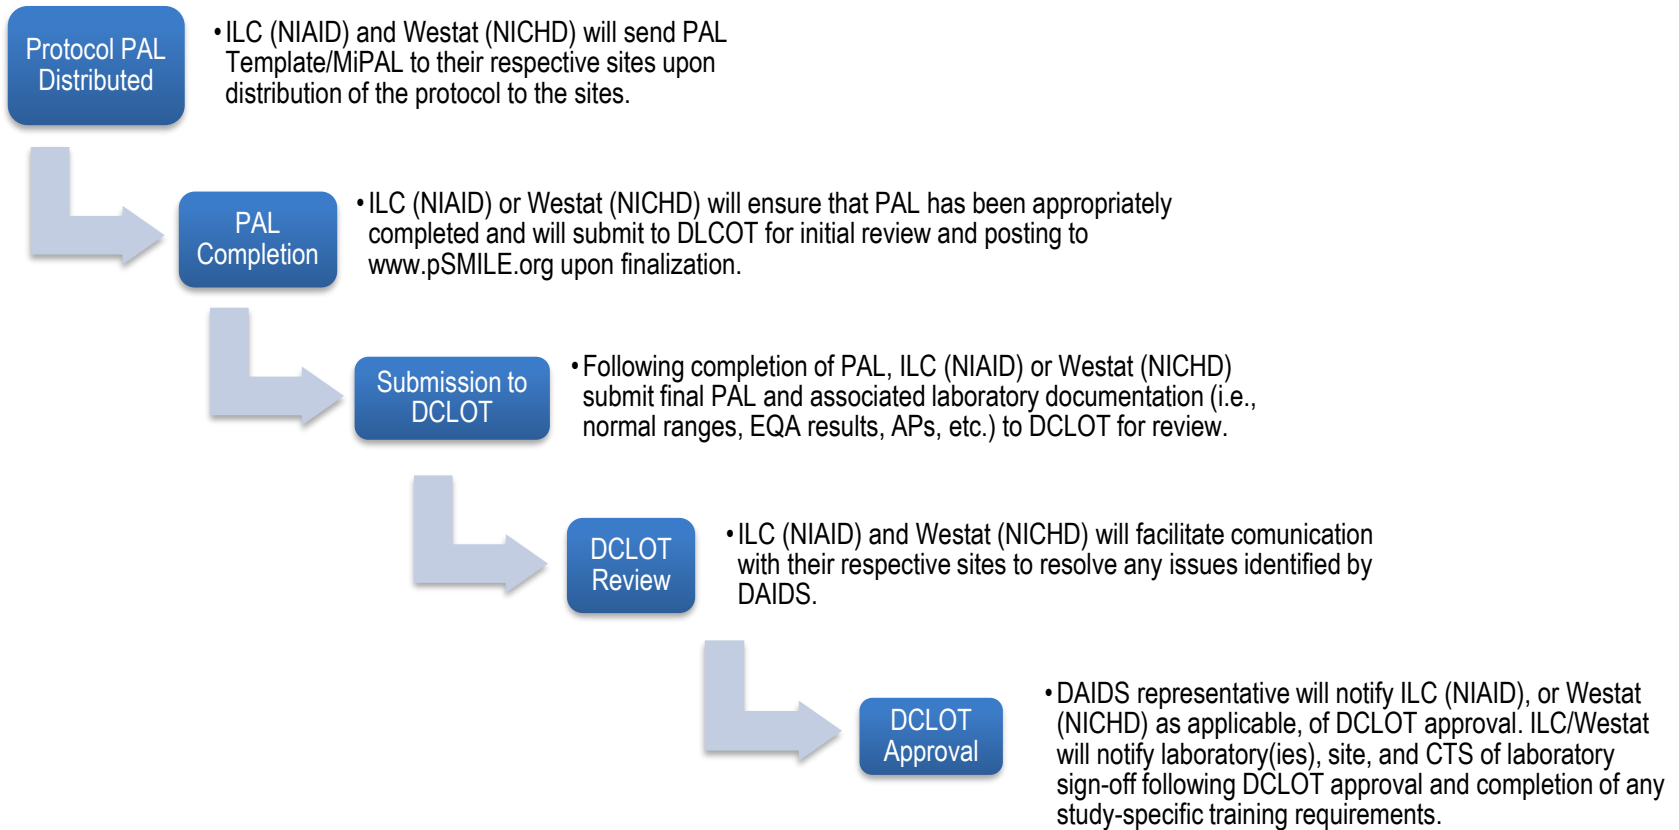 Protocol PAL
Distributed
• ILC (NIAID) and Westat (NICHD) will send PAL
Template/MiPAL to their respective sites upon
distribution of the protocol to the sites.
PAL
Completion
• ILC (NIAID) or Westat (NICHD) will ensure that PAL has been appropriately
completed and will submit to DLCOT for initial review and posting to
www.pSMILE.org upon finalization.
Submission to
DCLOT
• Following completion of PAL, ILC (NIAID) or Westat (NICHD)
submit final PAL and associated laboratory documentation (i.e.,
normal ranges, EQA results, APs, etc.) to DCLOT for review.
DCLOT
Review
• ILC (NIAID) and Westat (NICHD) will facilitate comunication
with their respective sites to resolve any issues identified by
DAIDS.
DCLOT
Approval
• DAIDS representative will notify ILC (NIAID), or Westat
(NICHD) as applicable, of DCLOT approval. ILC/Westat
will notify laboratory(ies), site, and CTS of laboratory
sign-off following DCLOT approval and completion of any
study-specific training requirements.